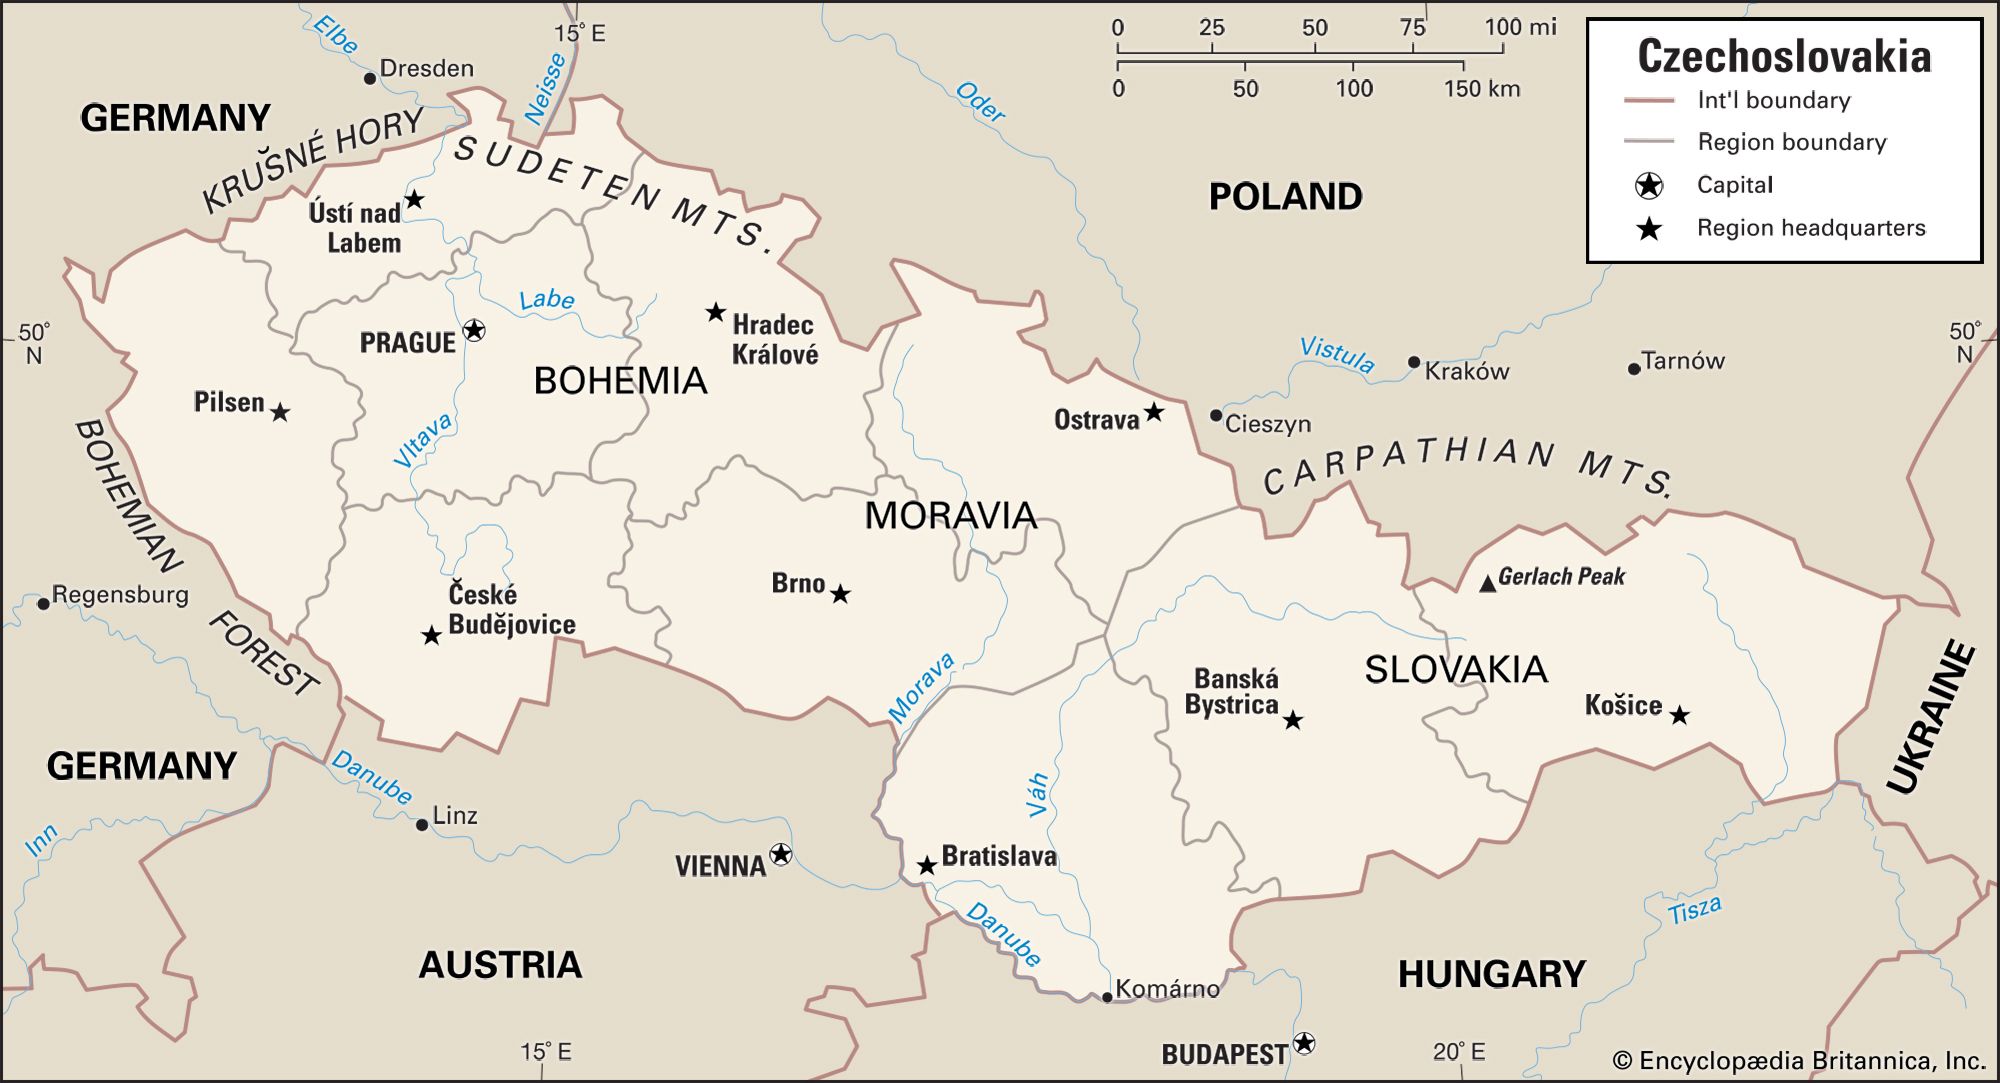 Elbe
Dresden
15° E
Neisse
0 25 50 75 100 mi
0 50 100 150 km
Czechoslovakia
Int'l boundary
Region boundary
Capital
Region headquarters
GERMANY
KRUŠNÉ HORY
SUDETEN MTS.
Oder
POLAND
Ústí nad
Labem
Labe
50°
N
PRAGUE
Hradec
Králové
BOHEMIA
Pilsen
Vltava
Ostrava
Vistula
Kraków
Tarnów
50°
N
Cieszyn
CARPATHIAN MTS.
BOHEMIAN
FOREST
MORAVIA
Brno
Gerlach Peak
Regensburg
České
Budějovice
Morava
Banská
Bystrica
SLOVAKIA
Košice
UKRAINE
GERMANY
Danube
Linz
Inn
Váh
VIENNA
Bratislava
Danube
Tisza
AUSTRIA
HUNGARY
Komárno
BUDAPEST
15° E
20° E
© Encyclopædia Britannica, Inc.